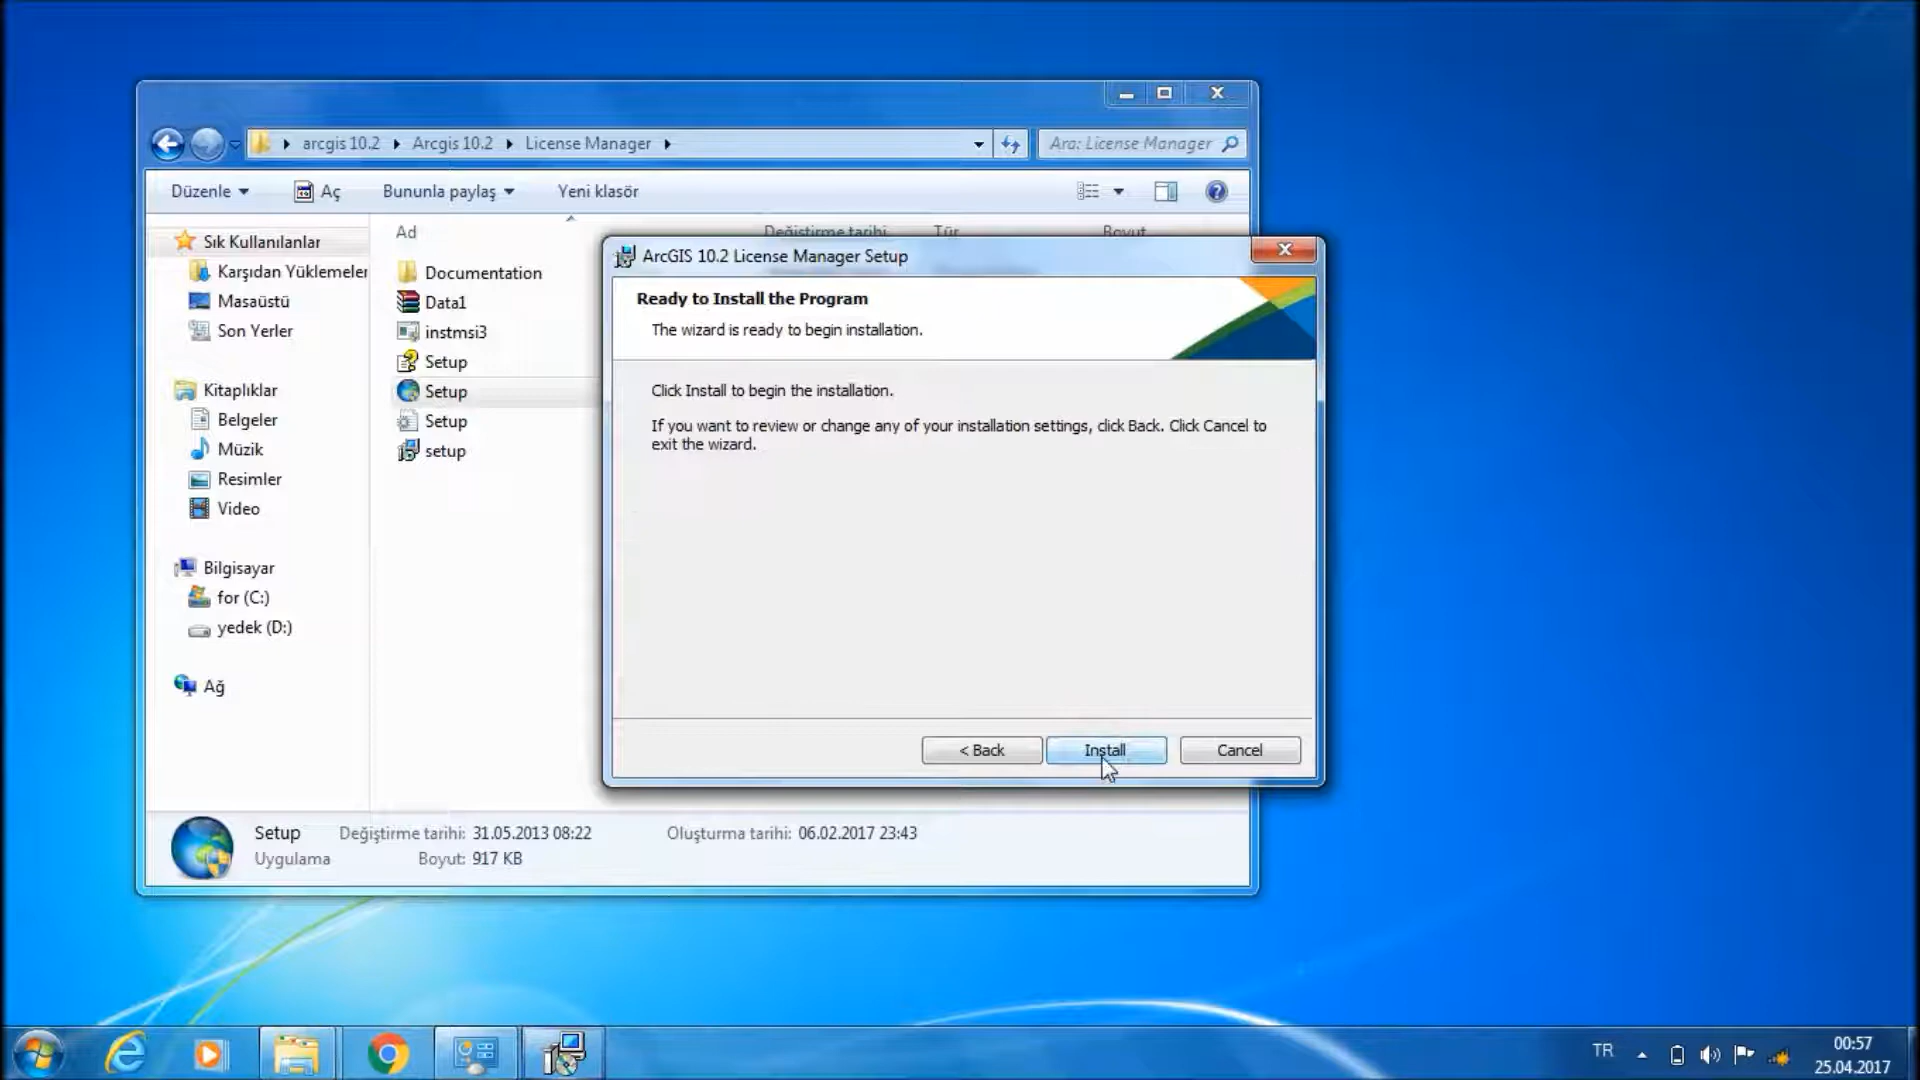 arcgis 10.2 Arcgis 10.2 License Manager
Ara: License Manager
Düzenle Aç Bununla paylaş Yeni klasör
Sık Kullanılanlar
Karşıdan Yüklemeler
Masaüstü
Son Yerler
Kitaplıklar
Belgeler
Müzik
Resimler
Video
Bilgisayar
for (C:)
yedek (D:)
Ağ
Ad Değiştirme tarihi Tür Boyut
Documentation
Data1
instmsi3
Setup
Setup
Setup
setup
ArcGIS 10.2 License Manager Setup
Ready to Install the Program
The wizard is ready to begin installation.
Click Install to begin the installation.
If you want to review or change any of your installation settings, click Back. Click Cancel to
exit the wizard.
< Back Install Cancel
Setup Değiştirme tarihi: 31.05.2013 08:22 Oluşturma tarihi: 06.02.2017 23:43
Uygulama Boyut: 917 KB
TR
00:57
25.04.2017